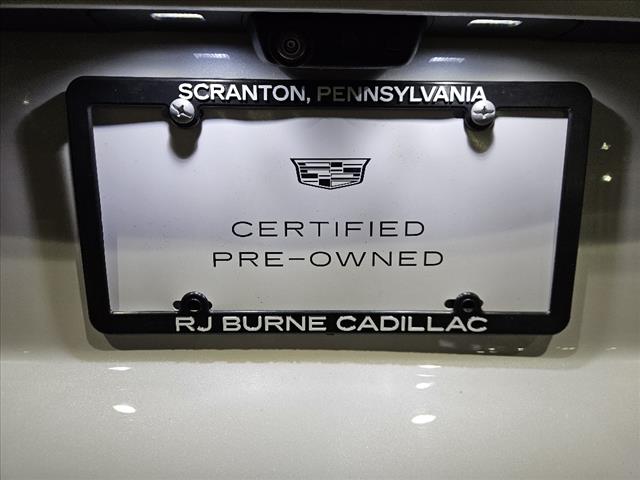 SCRANTON, PENNSYLVANIA
CERTIFIED
PRE-OWNED
RJ BURNE CADILLAC